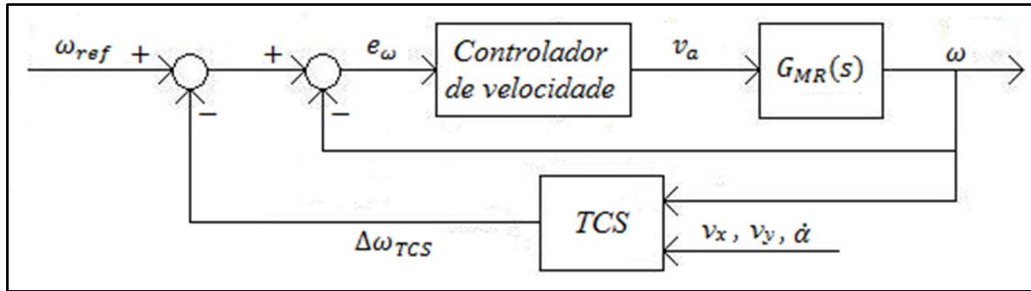 ω_ref + + e_ω Controlador de velocidade v_a G_MR(s) ω
− −
TCS
Δω_TCS v_x , v_y , α̇